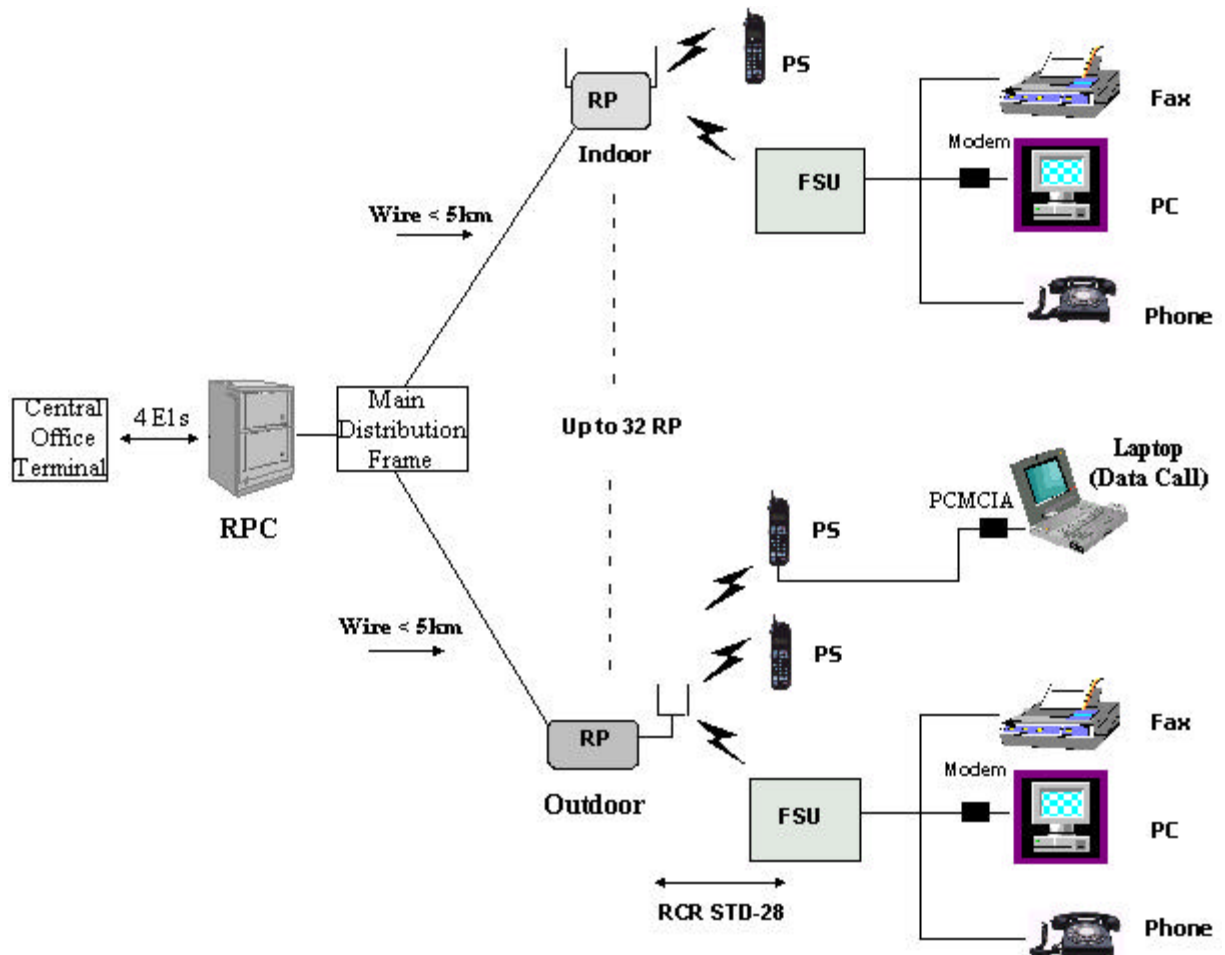 PS
RP
Indoor
FSU
Fax
Modem
PC
Phone
Wire < 5km
Central
Office
Terminal
4 E1s
RPC
Main
Distribution
Frame
Up to 32 RP
Laptop
(Data Call)
PCMCIA
PS
PS
Wire < 5km
RP
Outdoor
FSU
Fax
Modem
PC
Phone
RCR STD-28